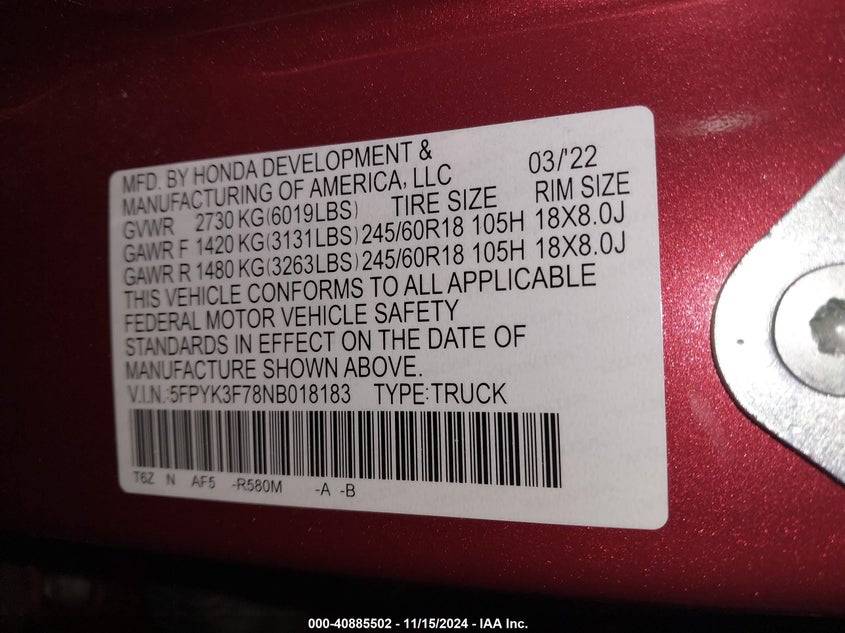 MFD. BY HONDA DEVELOPMENT &
MANUFACTURING OF AMERICA, LLC 03/'22
GVWR 2730 KG(6019LBS) TIRE SIZE RIM SIZE
GAWR F 1420 KG(3131LBS) 245/60R18 105H 18X8.0J
GAWR R 1480 KG(3263LBS) 245/60R18 105H 18X8.0J
THIS VEHICLE CONFORMS TO ALL APPLICABLE
FEDERAL MOTOR VEHICLE SAFETY
STANDARDS IN EFFECT ON THE DATE OF
MANUFACTURE SHOWN ABOVE.
V.I.N.:5FPYK3F78NB018183 TYPE:TRUCK
T6Z N AF5 -R580M -A -B
000-40885502 - 11/15/2024 - IAA Inc.